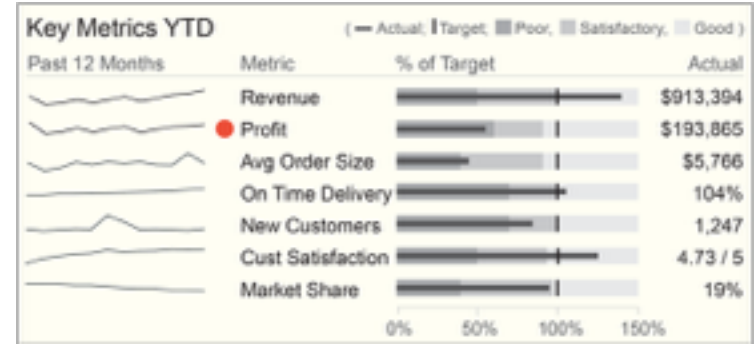 Key Metrics YTD ( Actual; Target; Poor, Satisfactory, Good )
Past 12 Months Metric % of Target Actual
Revenue $913,394
Profit $193,865
Avg Order Size $5,766
On Time Delivery 104%
New Customers 1,247
Cust Satisfaction 4.73 / 5
Market Share 19%
0% 50% 100% 150%